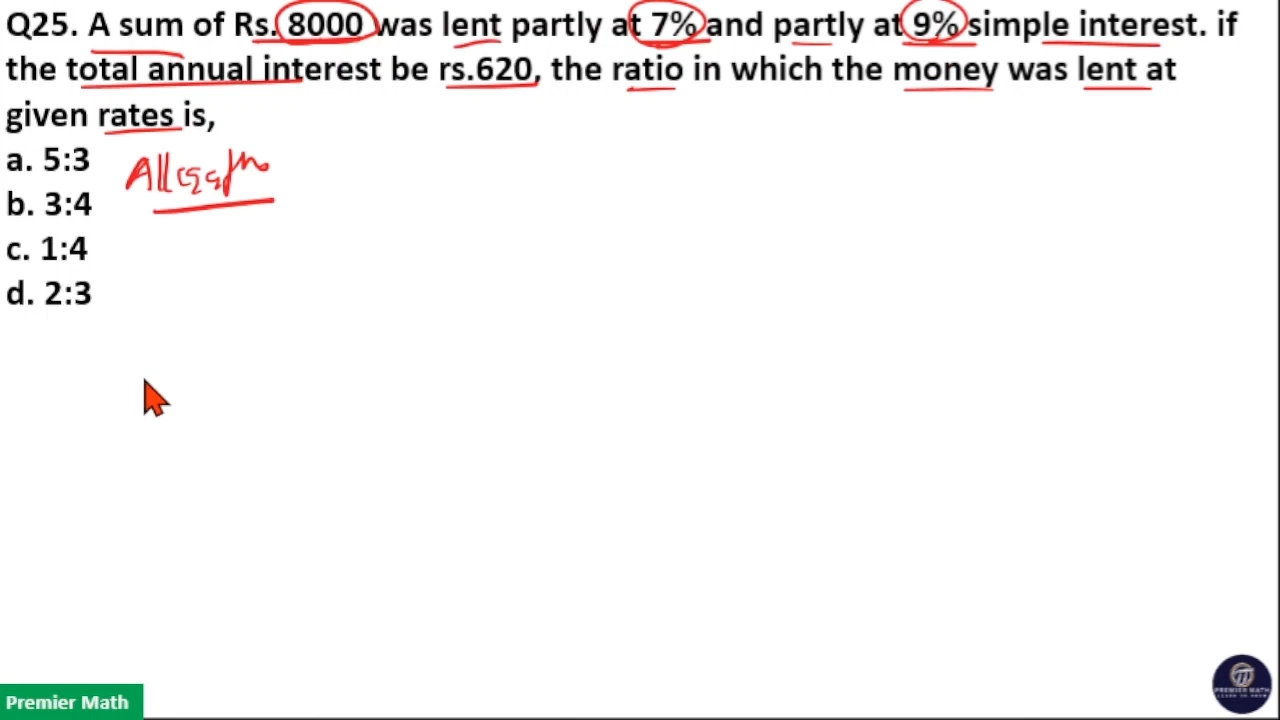 Q25. A sum of Rs. 8000 was lent partly at 7% and partly at 9% simple interest. if
the total annual interest be rs.620, the ratio in which the money was lent at
given rates is,
a. 5:3
b. 3:4
c. 1:4
d. 2:3
Premier Math
PREMIER MATH